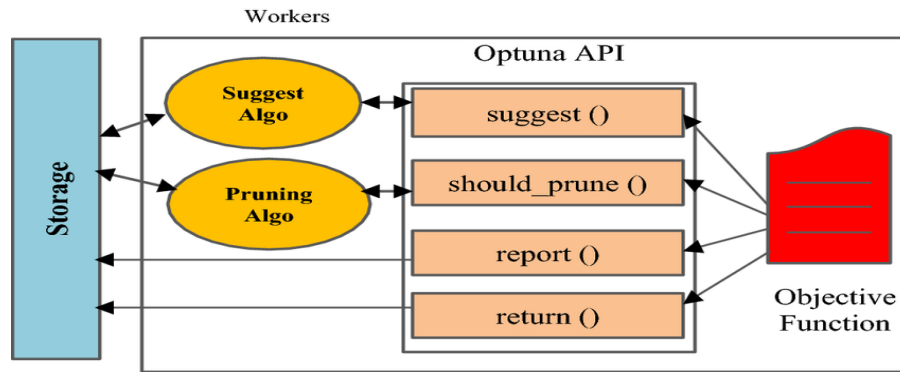 Workers
Optuna API
Storage
Suggest
Algo
suggest ()
Pruning
Algo
should_prune ()
report ()
return ()
Objective
Function